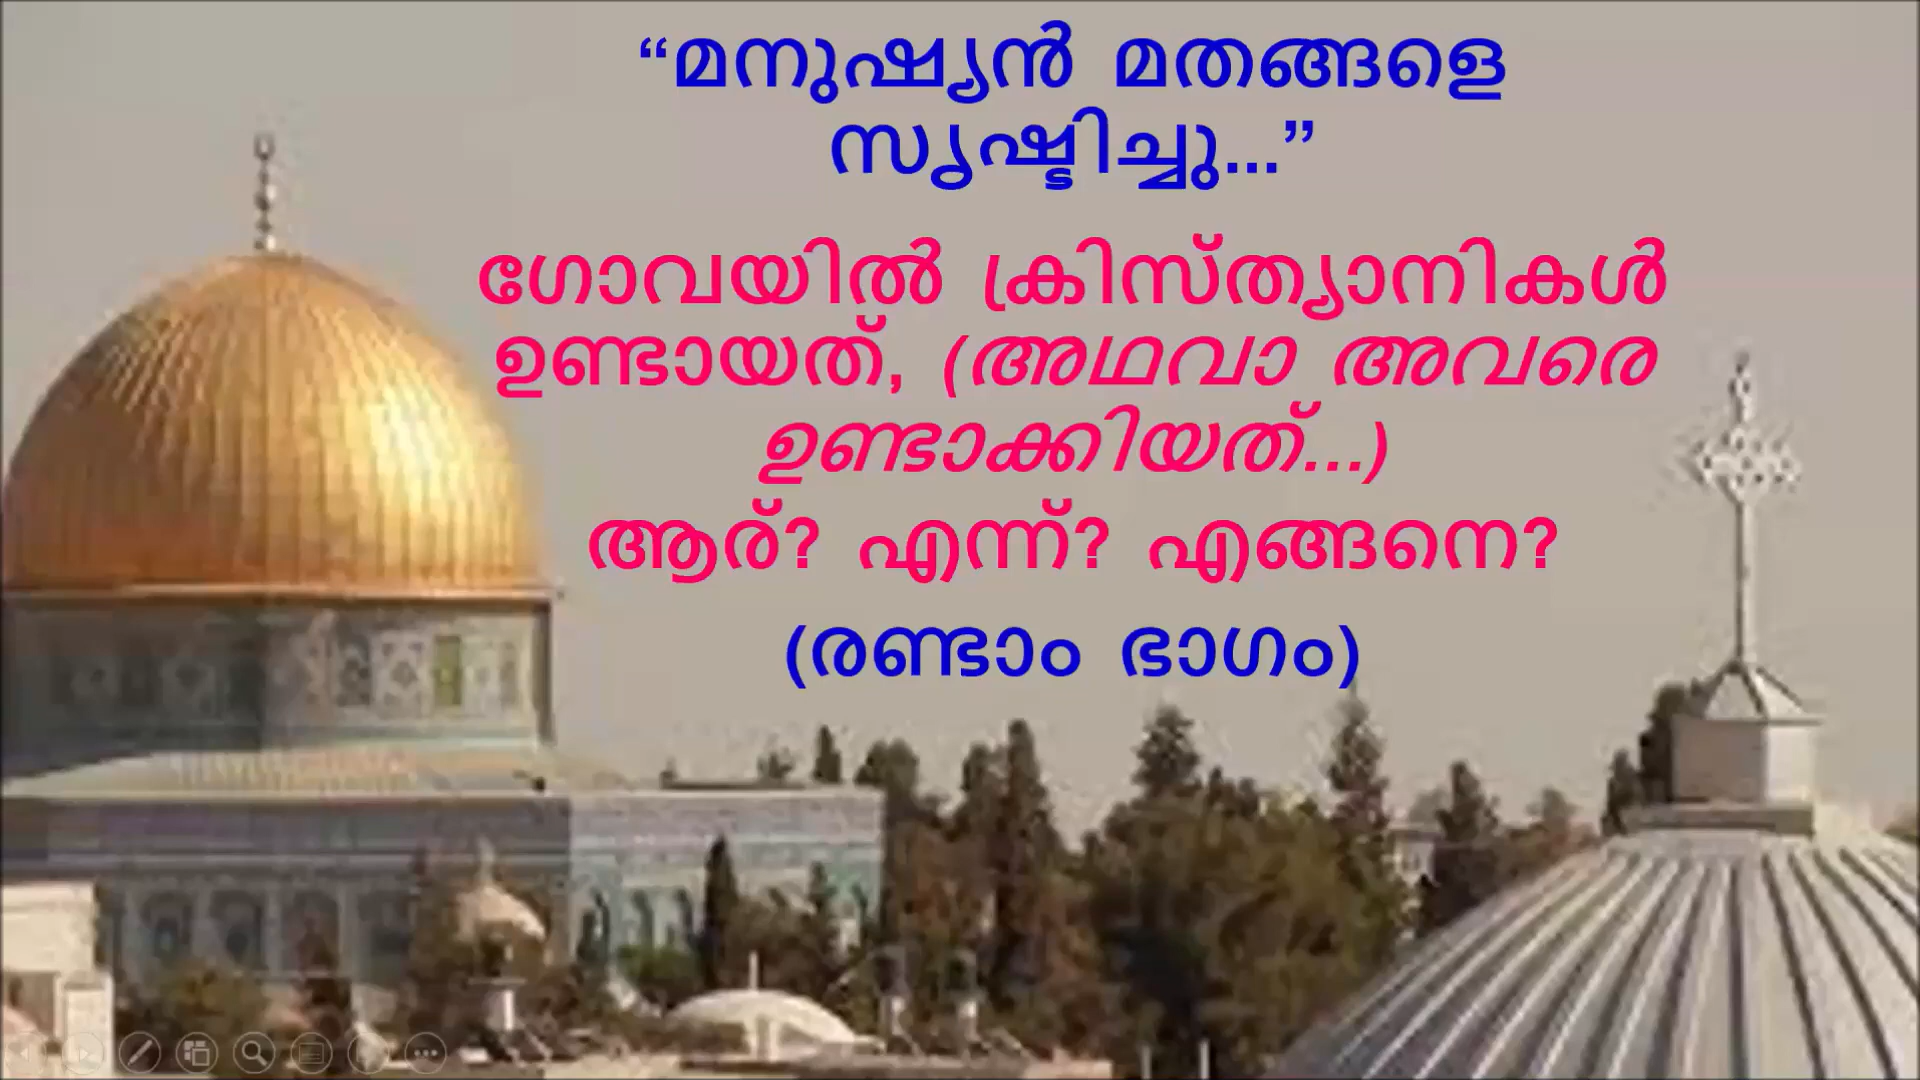 “മനുഷ്യൻ മതങ്ങളെ
സൃഷ്ടിച്ചു...”
ഗോവയിൽ ക്രിസ്ത്യാനികൾ
ഉണ്ടായത്, (അഥവാ അവരെ
ഉണ്ടാക്കിയത്...)
ആര്? എന്ന്? എങ്ങനെ?
(രണ്ടാം ഭാഗം)